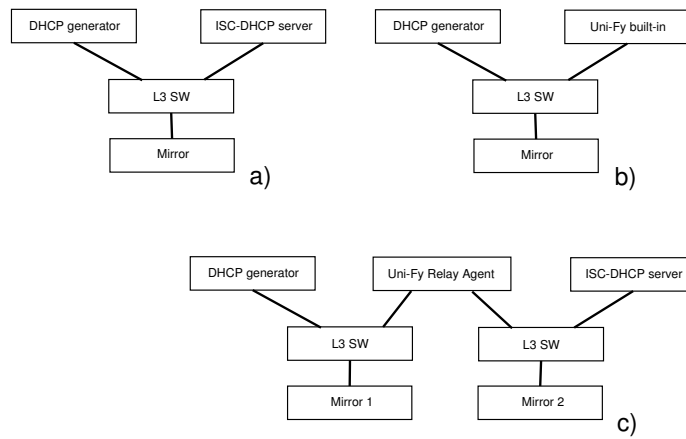 DHCP generator
ISC-DHCP server
L3 SW
Mirror
a)
DHCP generator
Uni-Fy built-in
L3 SW
Mirror
b)
DHCP generator
Uni-Fy Relay Agent
ISC-DHCP server
L3 SW
L3 SW
Mirror 1
Mirror 2
c)